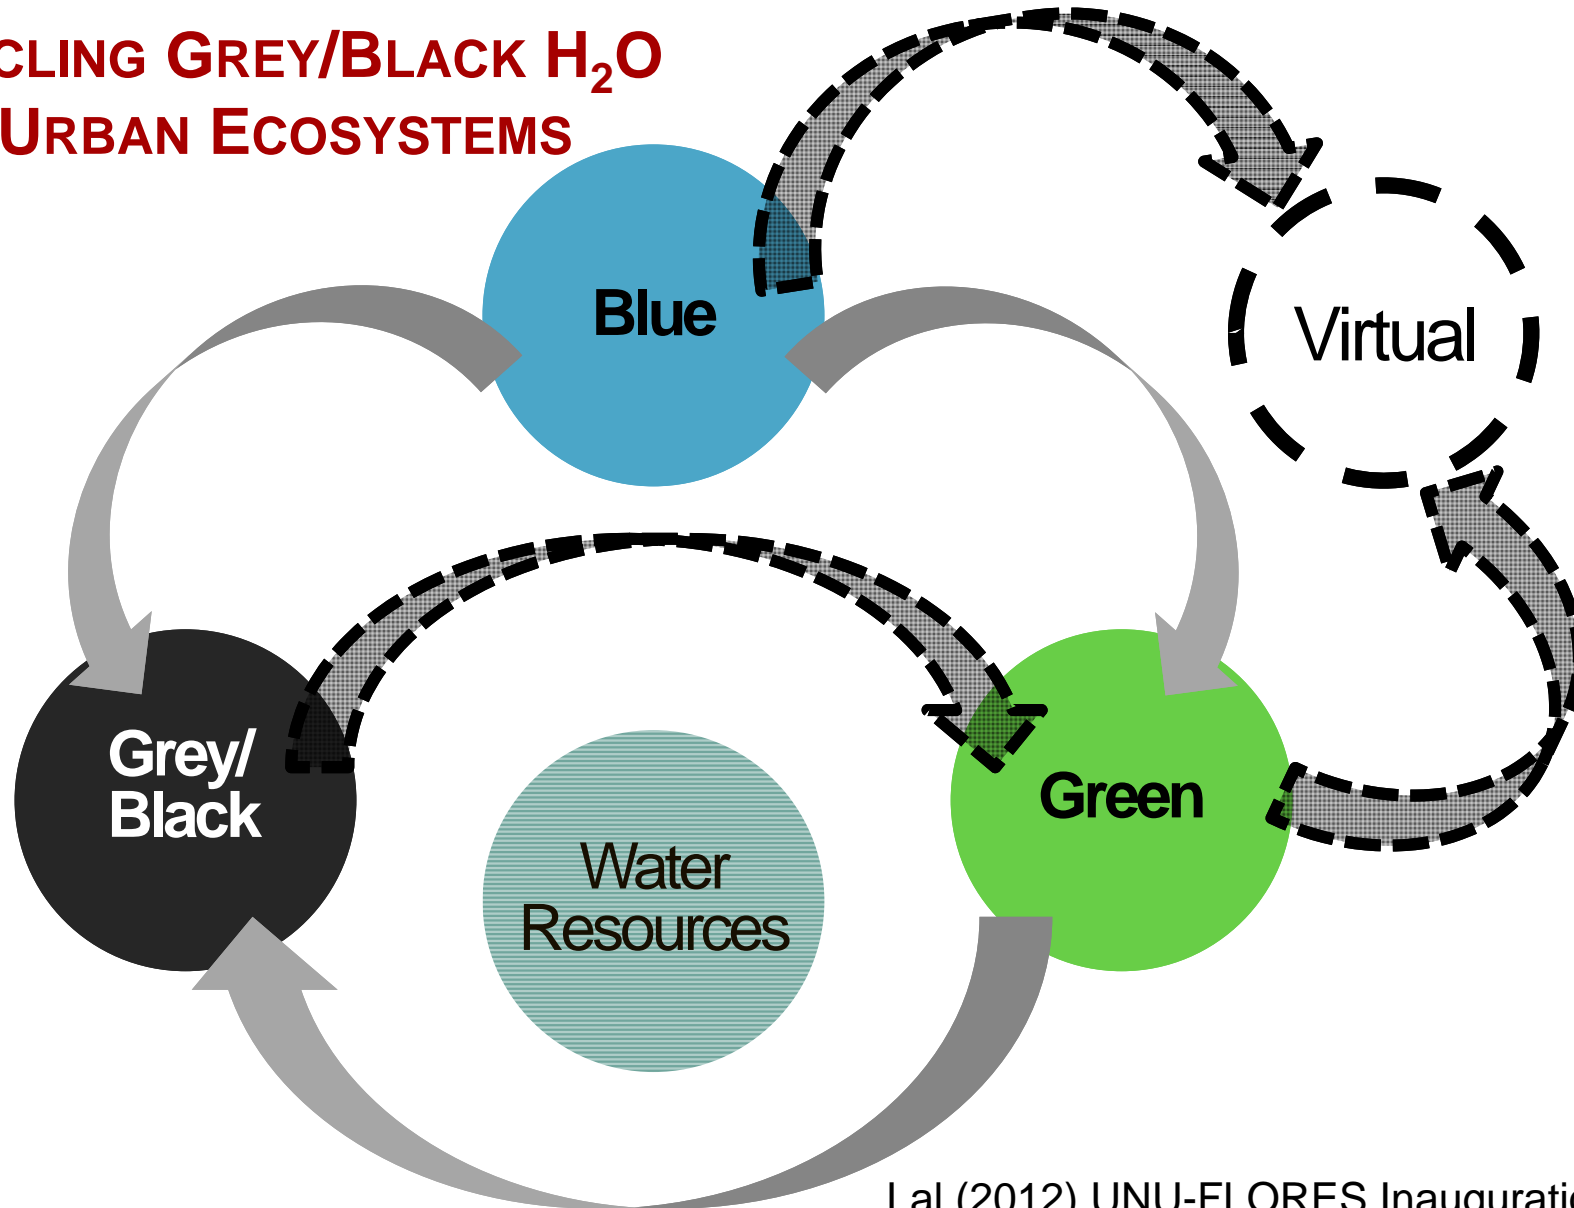 CLING GREY/BLACK H₂O
URBAN ECOSYSTEMS
Blue
Virtual
Grey/
Black
Green
Water
Resources
Lal (2012) UNU-FLORES Inauguratio